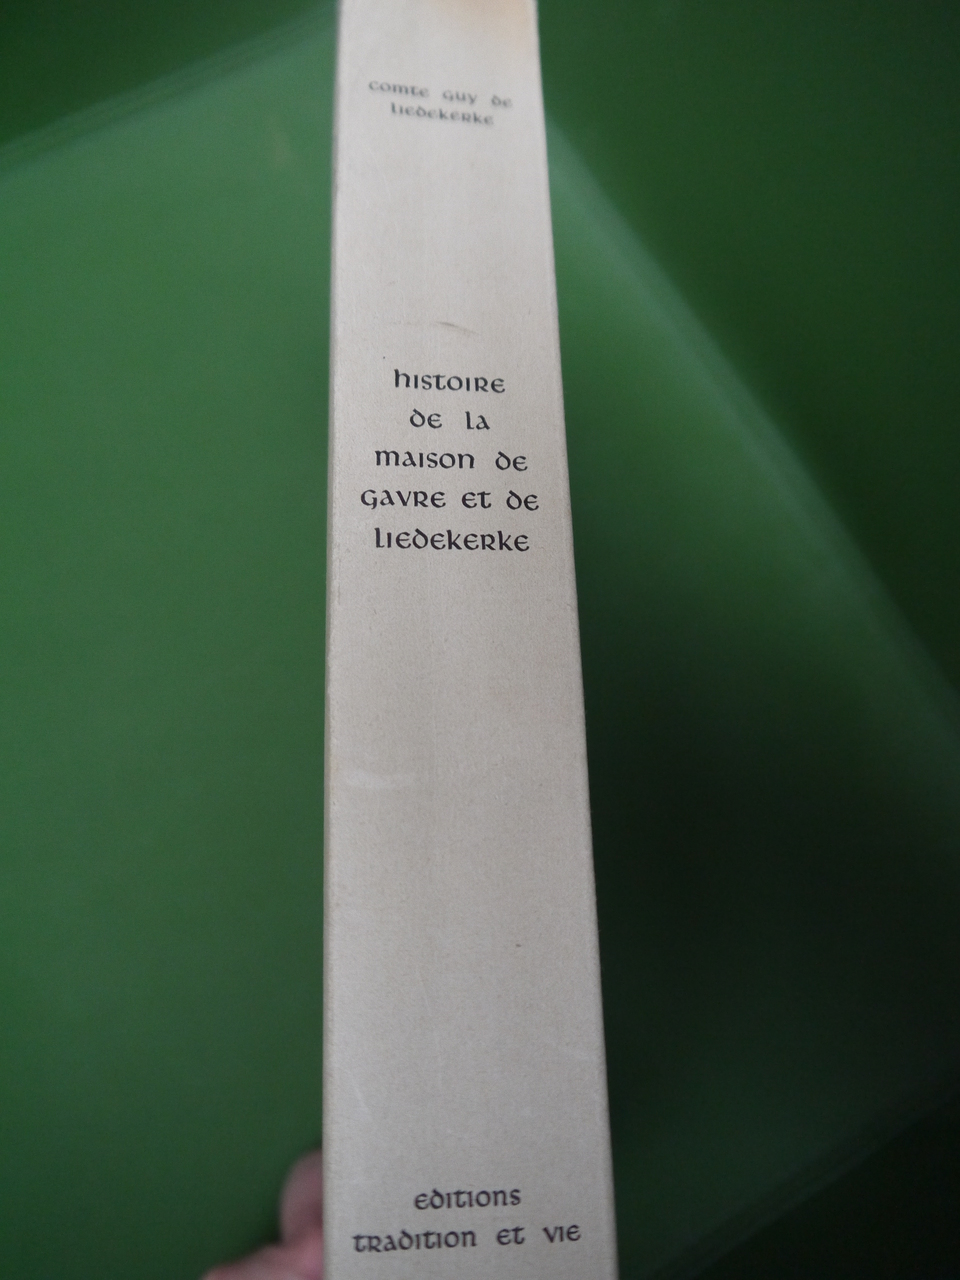 comte guy de
liedekerke
histoire
de la
maison de
gavre et de
liedekerke
editions
tradition et vie